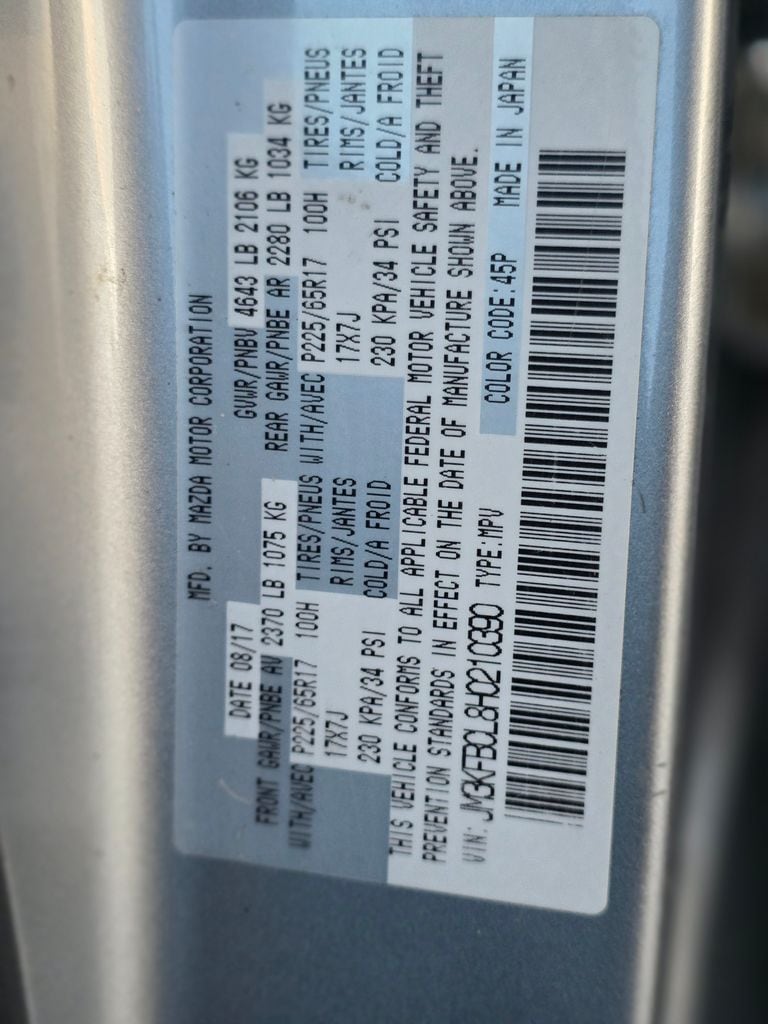 MFD. BY MAZDA MOTOR CORPORATION
DATE 08/17 GVWR/PNBV 4643 LB 2106 KG
FRONT GAWR/PNBE AV 2370 LB 1075 KG REAR GAWR/PNBE AR 2280 LB 1034 KG
WITH/AVEC P225/65R17 100H TIRES/PNEUS WITH/AVEC P225/65R17 100H TIRES/PNEUS
17X7J RIMS/JANTES 17X7J RIMS/JANTES
230 KPA/34 PSI COLD/A FROID 230 KPA/34 PSI COLD/A FROID
THIS VEHICLE CONFORMS TO ALL APPLICABLE FEDERAL MOTOR VEHICLE SAFETY AND THEFT
PREVENTION STANDARDS IN EFFECT ON THE DATE OF MANUFACTURE SHOWN ABOVE.
VIN: JM3KFBCL8H0210390 TYPE:MPV COLOR CODE:45P MADE IN JAPAN